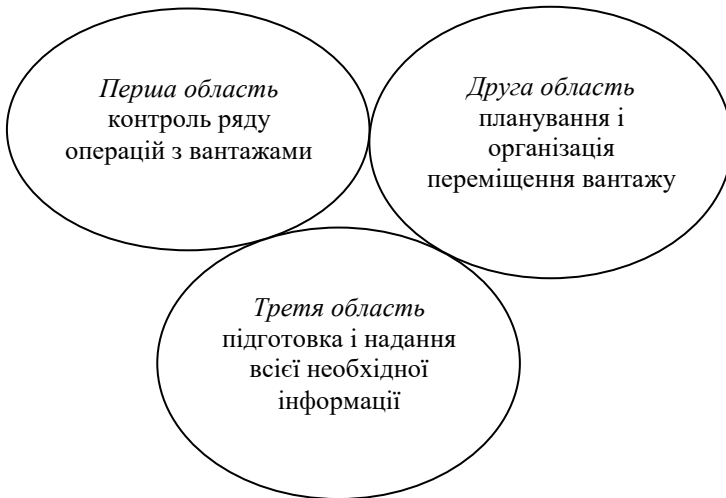 Перша область
контроль ряду
операцій з вантажами
Друга область
планування і
організація
переміщення вантажу
Третя область
підготовка і надання
всієї необхідної
інформації